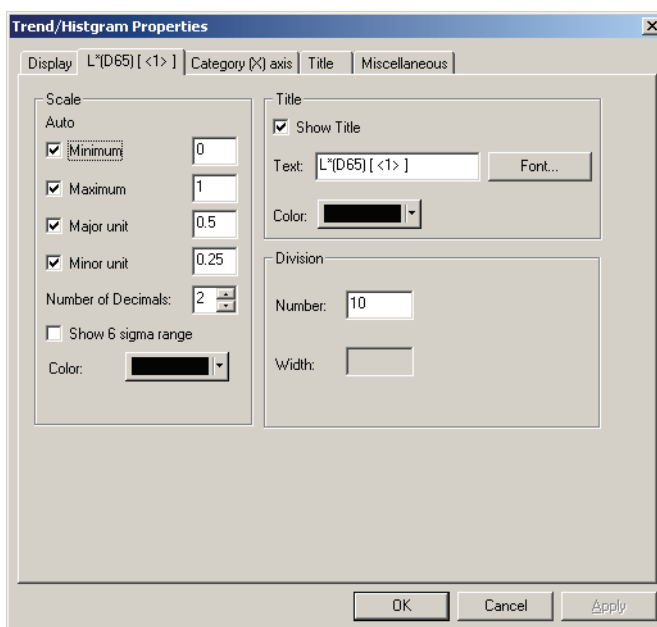 Trend/Histgram Properties
Display L*(D65) [ <1> ] Category (X) axis Title Miscellaneous
Scale
Auto
Minimum 0
Maximum 1
Major unit 0.5
Minor unit 0.25
Number of Decimals: 2
Show 6 sigma range
Color:
Title
Show Title
Text: L*(D65) [ <1> ] Font...
Color:
Division
Number: 10
Width:
OK Cancel Apply